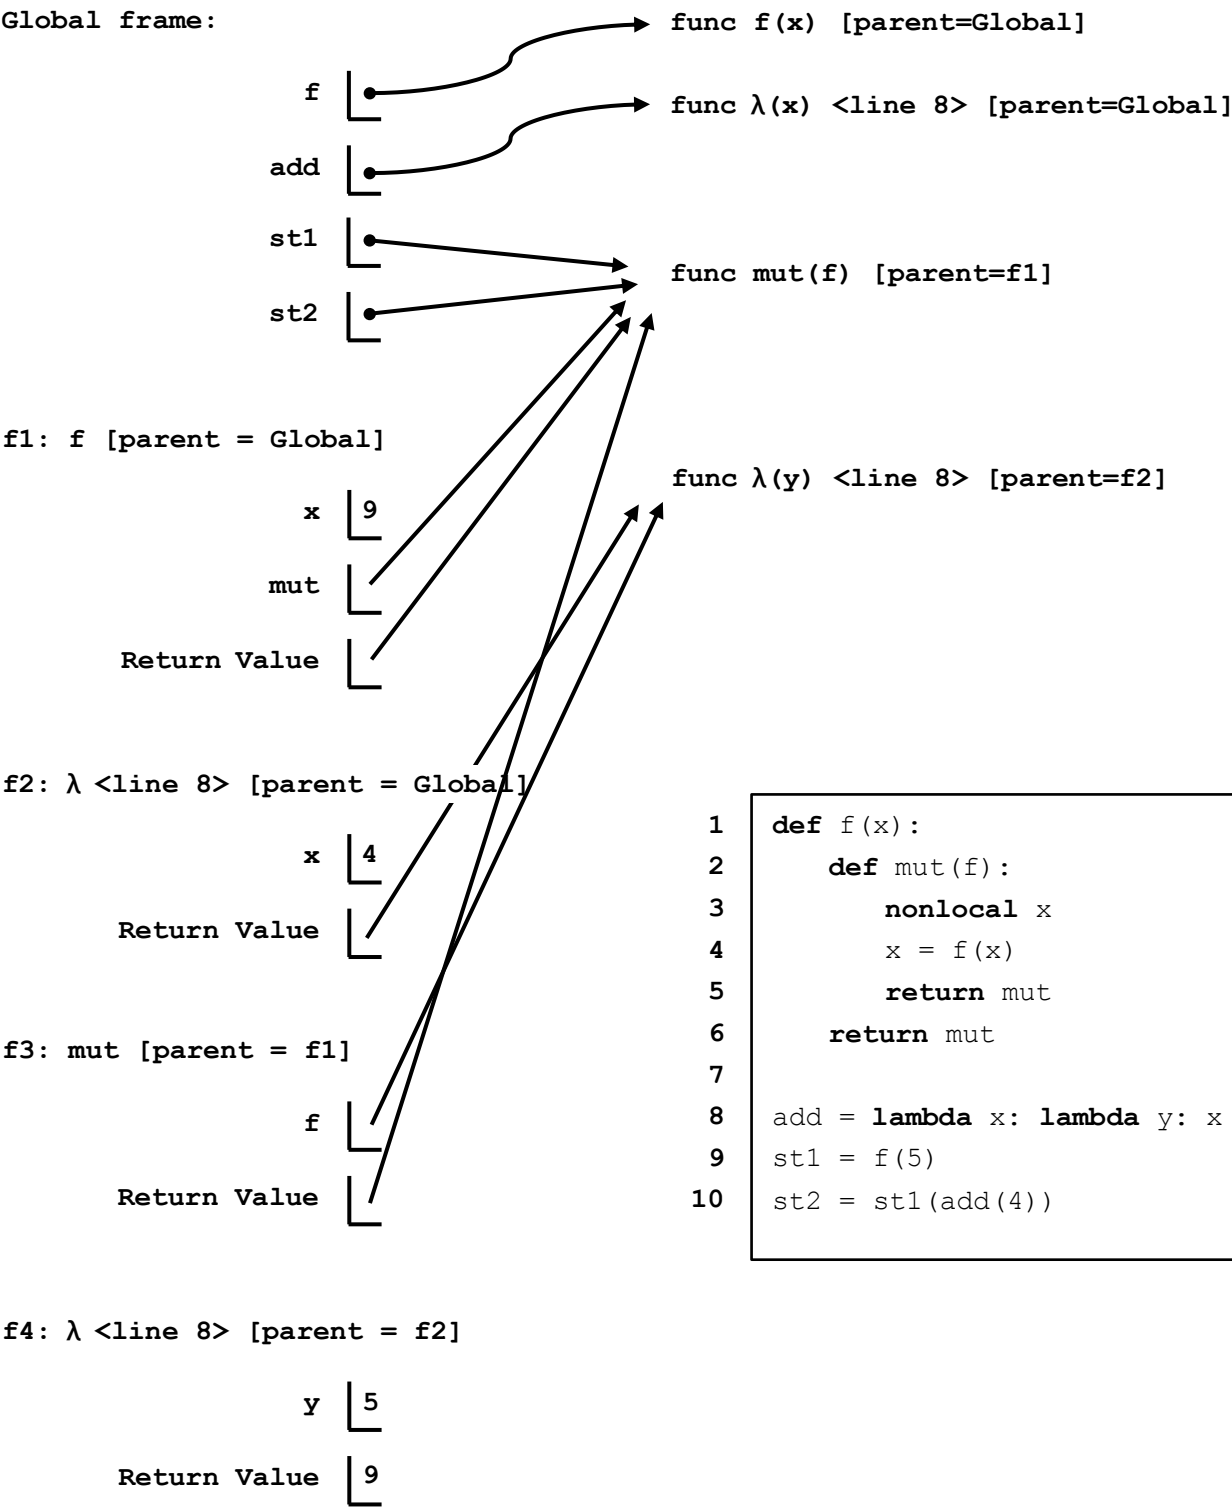 Global frame:
func f(x) [parent=Global]
f
func λ(x) <line 8> [parent=Global]
add
st1
func mut(f) [parent=f1]
st2
f1: f [parent = Global]
func λ(y) <line 8> [parent=f2]
x 9
mut
Return Value
f2: λ <line 8> [parent = Global]
x 4
Return Value
f3: mut [parent = f1]
f
Return Value
1 def f(x):
2 def mut(f):
3 nonlocal x
4 x = f(x)
5 return mut
6 return mut
7
8 add = lambda x: lambda y: x
9 st1 = f(5)
10 st2 = st1(add(4))
f4: λ <line 8> [parent = f2]
y 5
Return Value 9